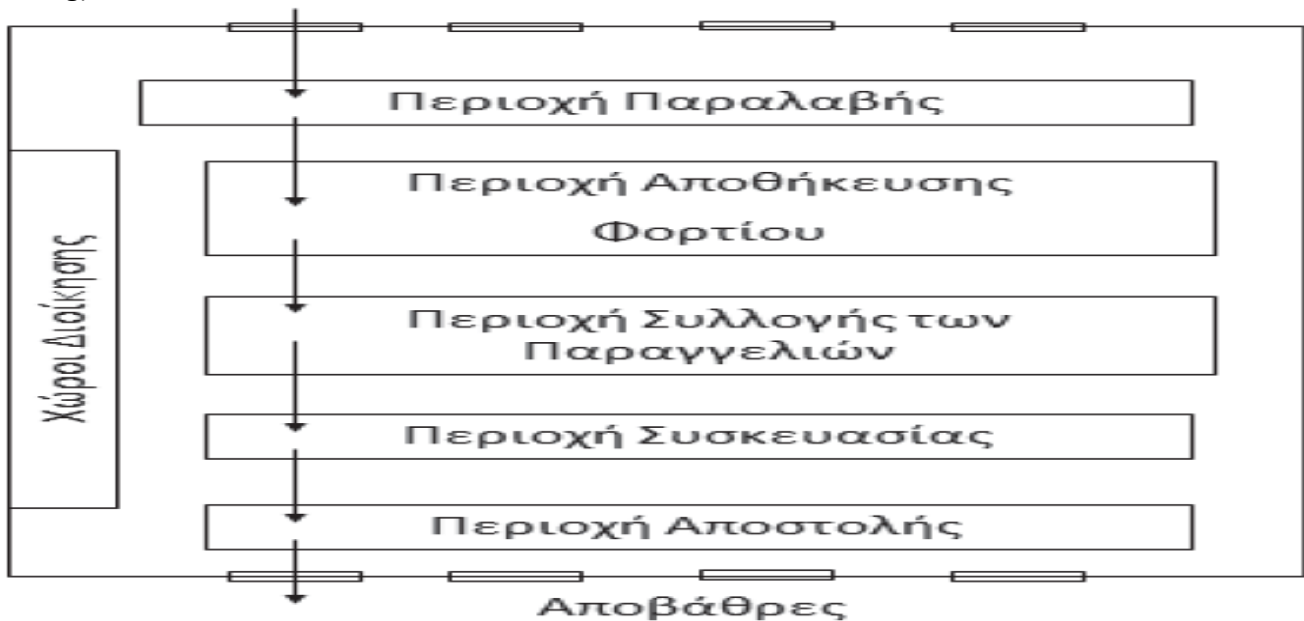 Περιοχή Παραλαβής
Περιοχή Αποθήκευσης
Φορτίου
Χώροι Διοίκησης
Περιοχή Συλλογής των
Παραγγελιών
Περιοχή Συσκευασίας
Περιοχή Αποστολής
Αποβάθρες